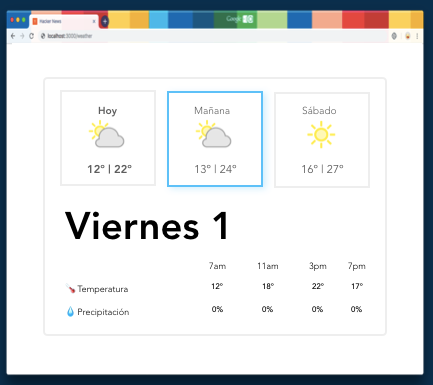 Hacker News
Google
localhost:3000/weather
Hoy
Mañana
Sábado
12° | 22°
13° | 24°
16° | 27°
Viernes 1
7am 11am 3pm 7pm
Temperatura 12° 18° 22° 17°
Precipitación 0% 0% 0% 0%